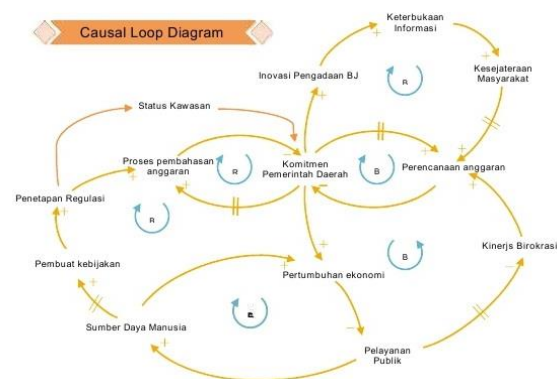 Causal Loop Diagram
Keterbukaan
Informasi
Inovasi Pengadaan BJ
R
Kesejateraan
Masyarakat
Status Kawasan
Proses pembahasan
anggaran
R
Komitmen
Pemerintah Daerah
B
Perencanaan anggaran
Penetapan Regulasi
R
Pembuat kebijakan
Pertumbuhan ekonomi
B
Kinerjs Birokrasi
Sumber Daya Manusia
Pelayanan
Publik